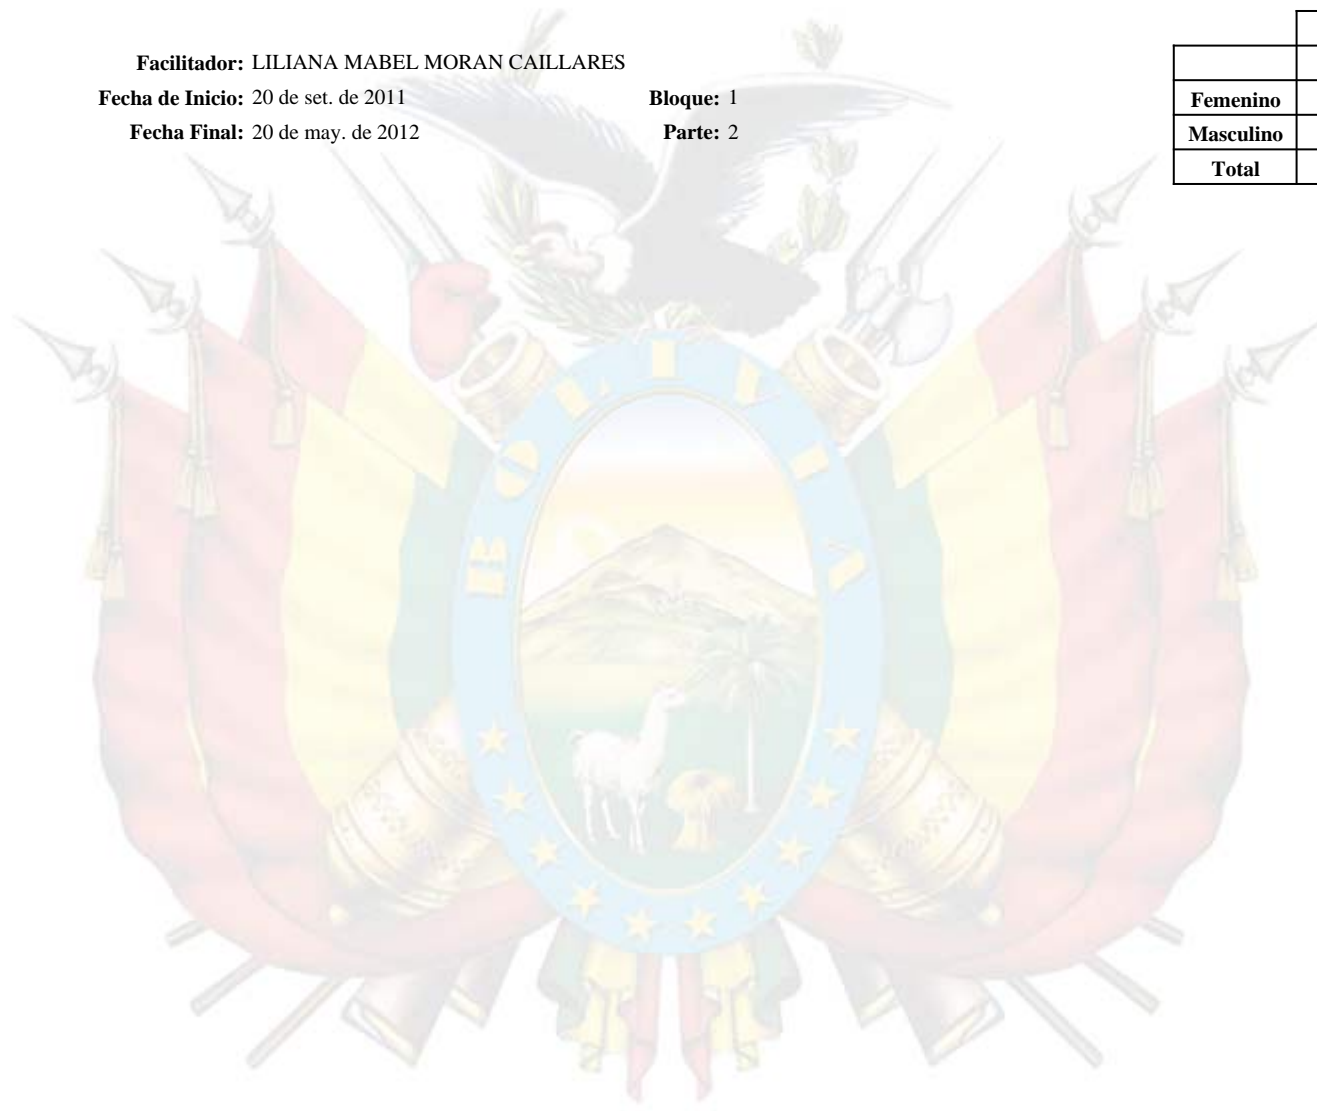 Facilitador: LILIANA MABEL MORAN CAILLARES
Fecha de Inicio: 20 de set. de 2011 Bloque: 1
Fecha Final: 20 de may. de 2012 Parte: 2
Femenino
Masculino
Total
BOLIVIA